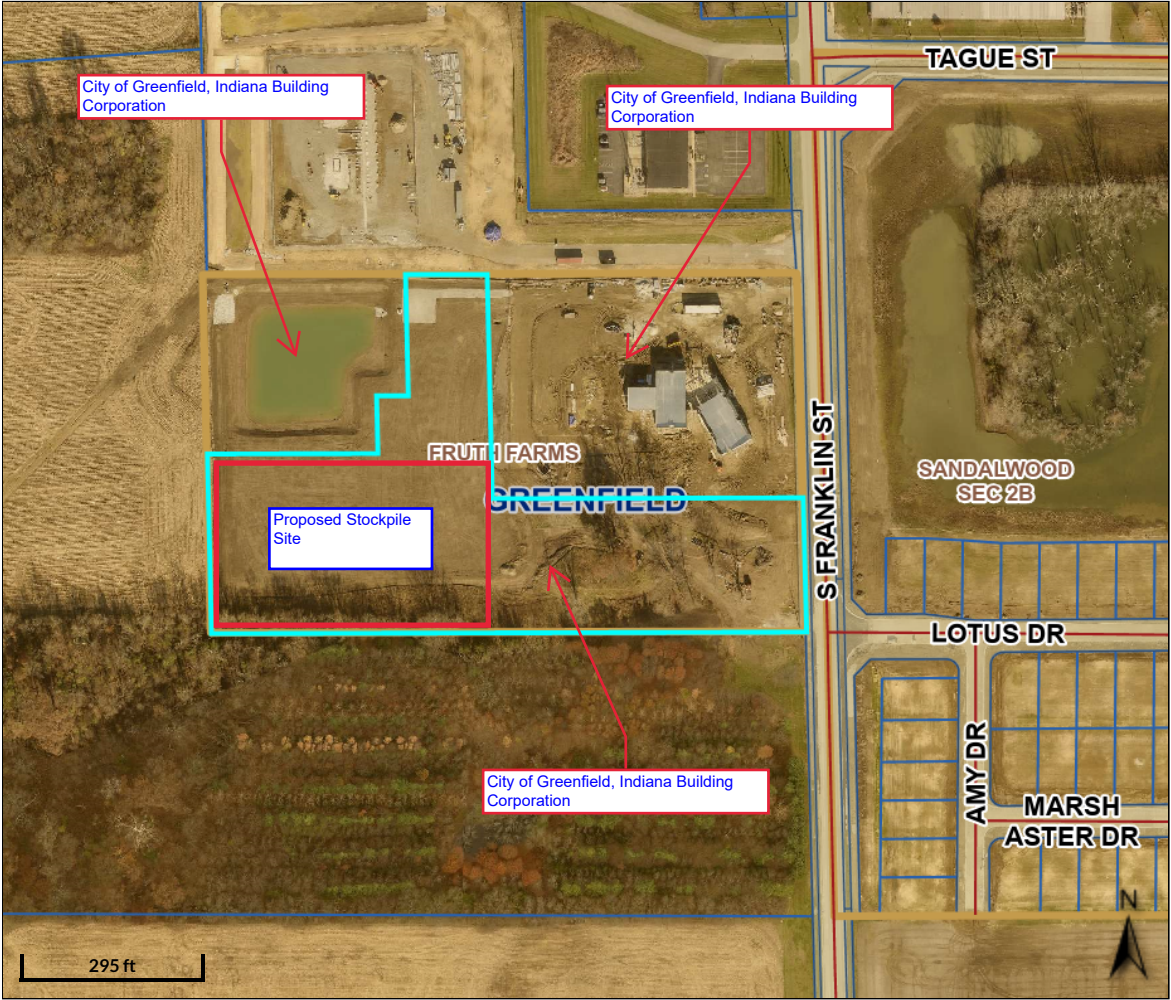 TAGUE ST
City of Greenfield, Indiana Building
Corporation
City of Greenfield, Indiana Building
Corporation
S FRANKLIN ST
FRUTH FARMS
SANDALWOOD
SEC 2B
GREENFIELD
Proposed Stockpile
Site
LOTUS DR
AMY DR
City of Greenfield, Indiana Building
Corporation
MARSH
ASTER DR
N
295 ft